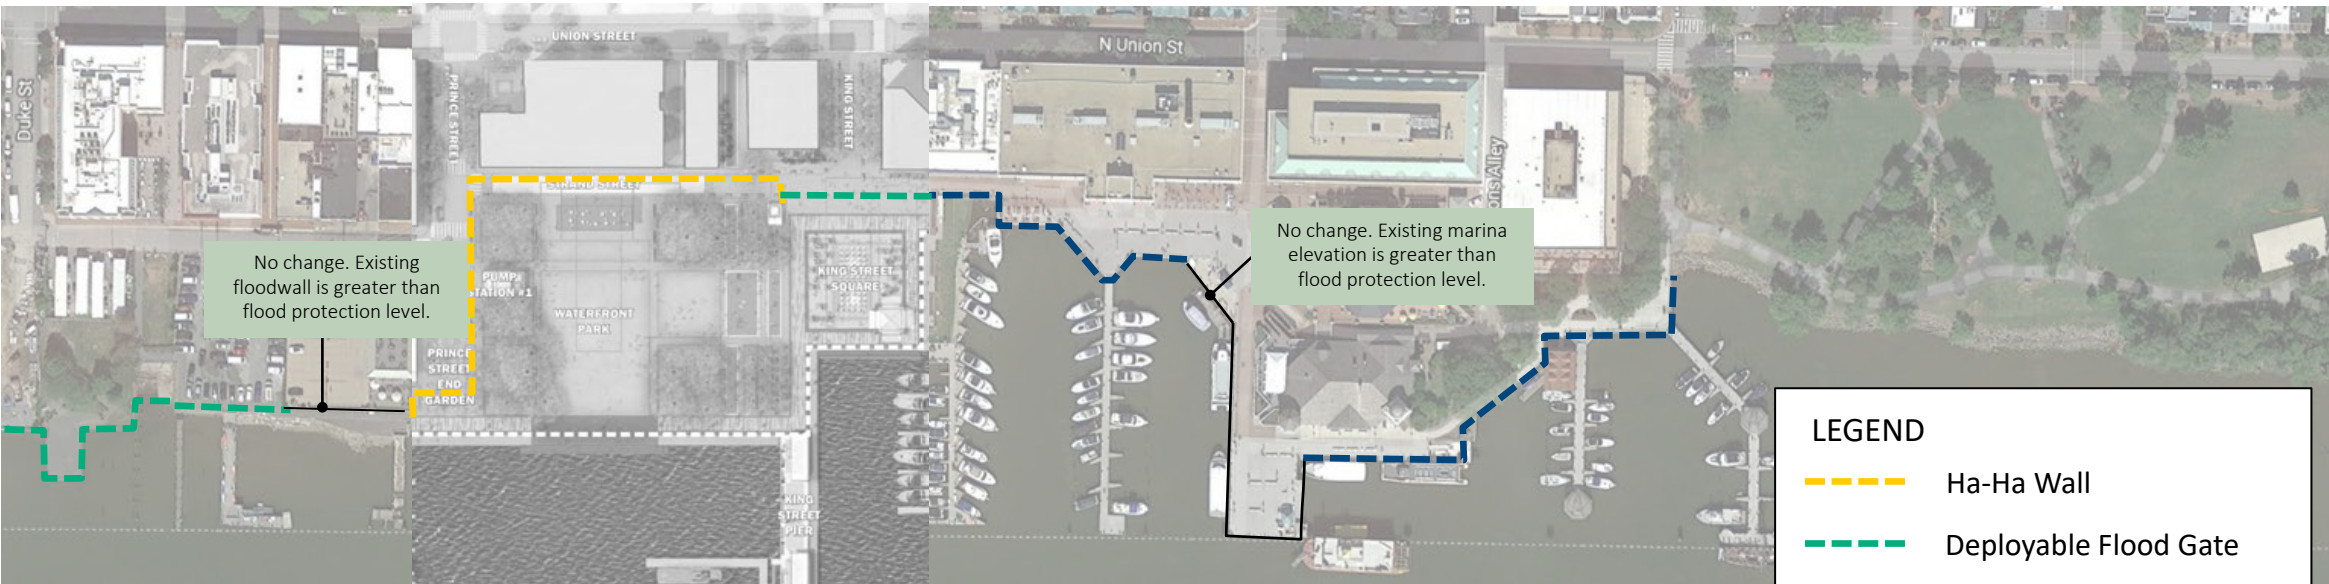 UNION STREET
N Union St
Duke St
PRINCE STREET
KING STREET
STRAND STREET
ons Alley
No change. Existing
floodwall is greater than
flood protection level.
No change. Existing marina
elevation is greater than
flood protection level.
PUMP
STATION #1
KING STREET
SQUARE
WATERFRONT
PARK
PRINCE
STREET
END
GARDEN
KING
STREET
PIER
LEGEND
Ha-Ha Wall
Deployable Flood Gate